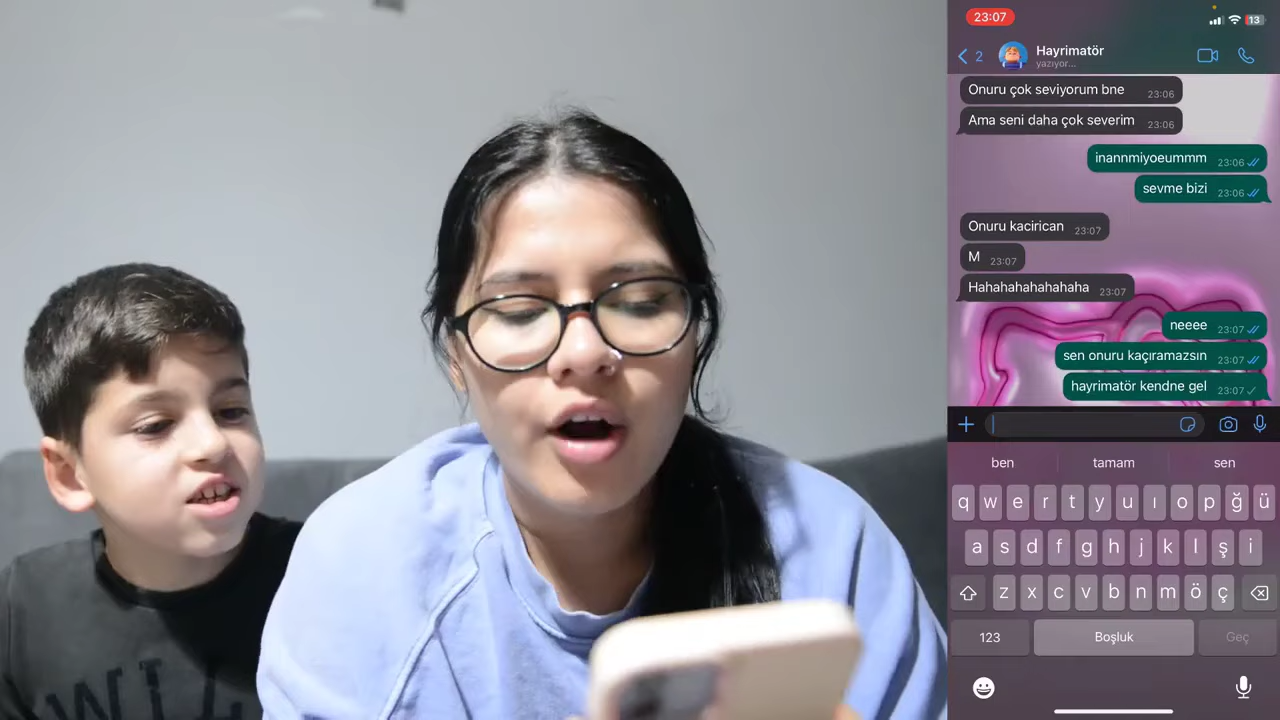 23:07
13
2
Hayrimatör
yazıyor...
Onuru çok seviyorum bne 23:06
Ama seni daha çok severim 23:06
inannmiyoeummm 23:06
sevme bizi 23:06
Onuru kacirican 23:07
M 23:07
Hahahahahahaha 23:07
neeee 23:07
sen onuru kaçıramazsın 23:07
hayrimatör kendne gel 23:07
ben tamam sen
q w e r t y u ı o p ğ ü
a s d f g h j k l ş i
z x c v b n m ö ç
123 Boşluk Geç